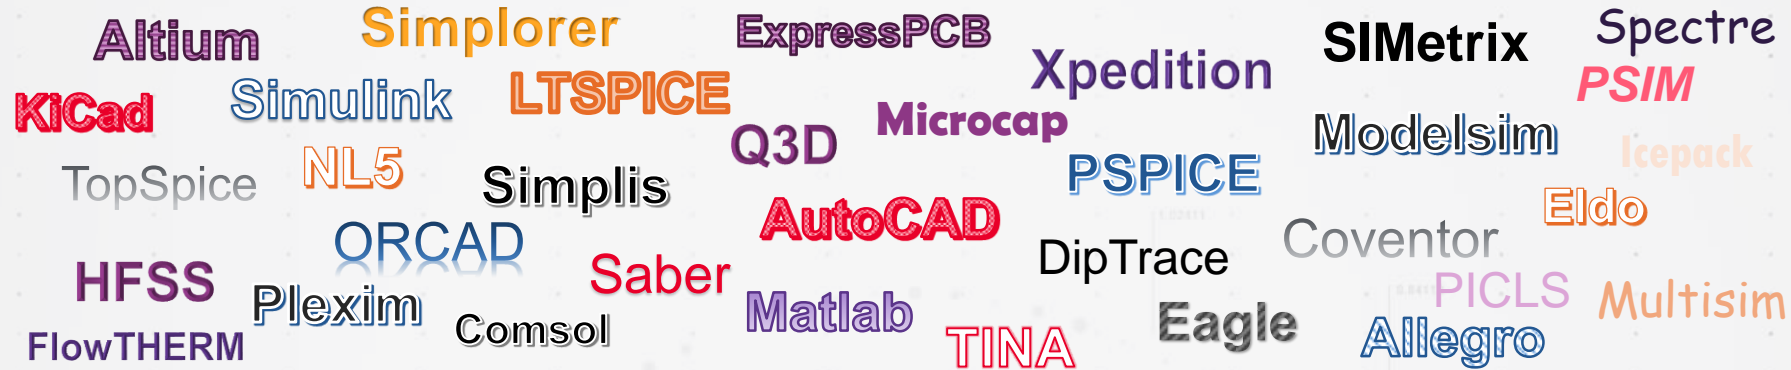 Altium
Simplorer
ExpressPCB
SIMetrix
Spectre
Xpedition
PSIM
KiCad
Simulink
LTSPICE
Microcap
Modelsim
Q3D
Icepack
TopSpice
NL5
Simplis
PSPICE
AutoCAD
Eldo
ORCAD
DipTrace
Coventor
HFSS
Saber
PICLS
Plexim
Matlab
Multisim
FlowTHERM
Comsol
TINA
Eagle
Allegro